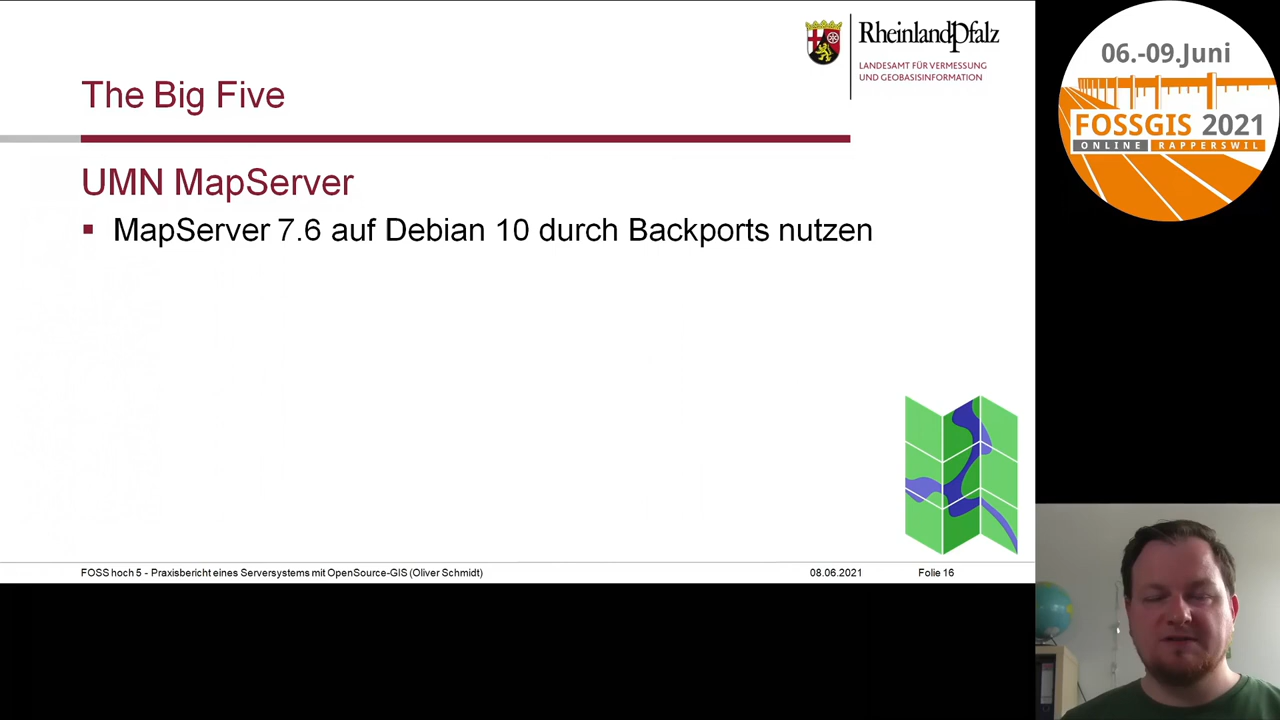 RheinlandPfalz
LANDESAMT FÜR VERMESSUNG
UND GEOBASISINFORMATION
06.-09.Juni
FOSSGIS 2021
ONLINE RAPPERSWIL
The Big Five
UMN MapServer
▪ MapServer 7.6 auf Debian 10 durch Backports nutzen
FOSS hoch 5 - Praxisbericht eines Serversystems mit OpenSource-GIS (Oliver Schmidt)
08.06.2021
Folie 16